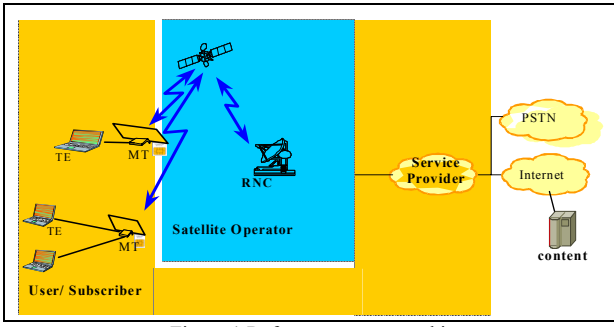 PSTN
TE
MT
RNC
Service
Provider
Internet
TE
MT
Satellite Operator
content
User/ Subscriber